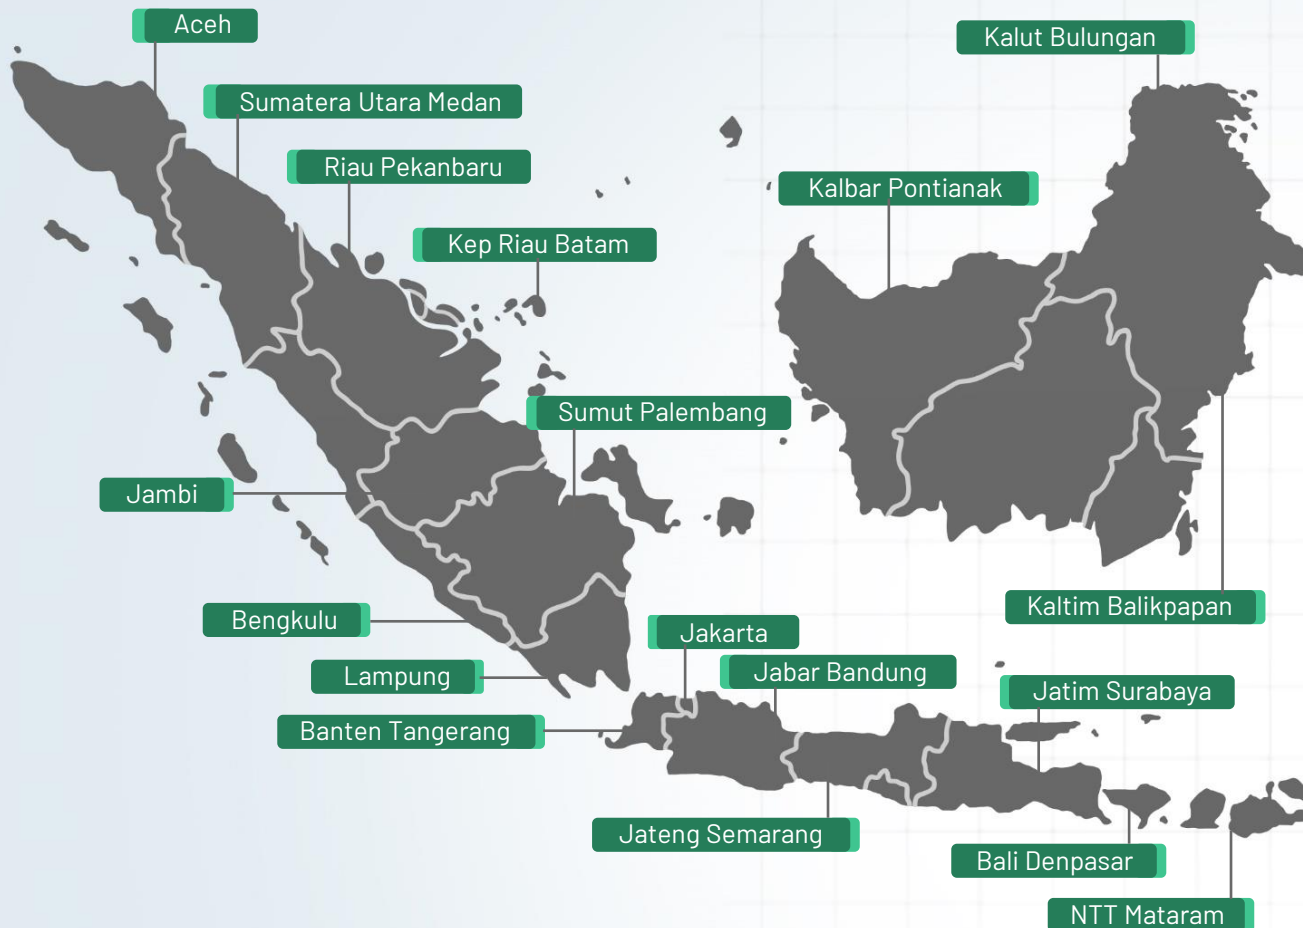 Aceh
Kalut Bulungan
Sumatera Utara Medan
Riau Pekanbaru
Kalbar Pontianak
Kep Riau Batam
Sumut Palembang
Jambi
Kaltim Balikpapan
Bengkulu
Jakarta
Lampung
Jabar Bandung
Jatim Surabaya
Banten Tangerang
Jateng Semarang
Bali Denpasar
NTT Mataram